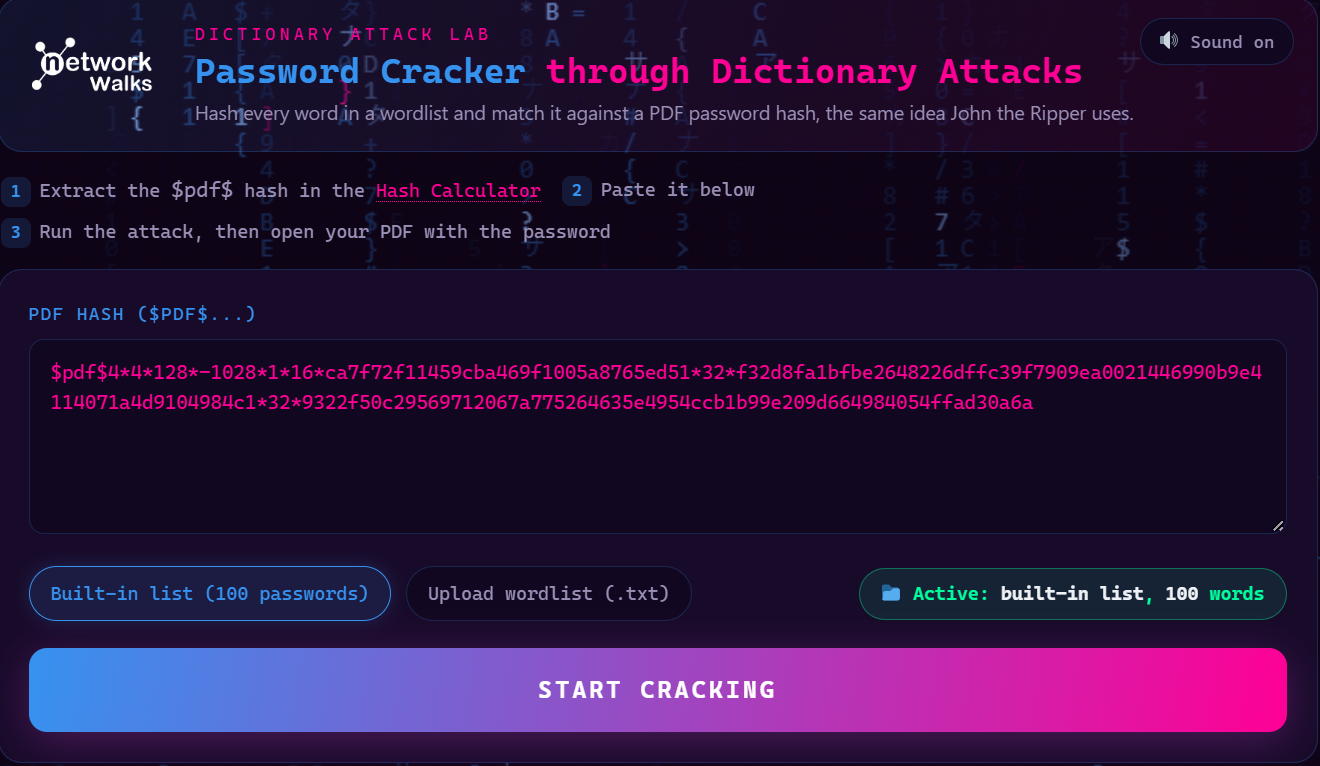 network
Walks
DICTIONARY ATTACK LAB
Password Cracker through Dictionary Attacks
Hash every word in a wordlist and match it against a PDF password hash, the same idea John the Ripper uses.
Sound on
1 Extract the $pdf$ hash in the Hash Calculator 2 Paste it below
3 Run the attack, then open your PDF with the password
PDF HASH ($PDF$...)
$pdf$4*4*128*-1028*1*16*ca7f72f11459cba469f1005a8765ed51*32*f32d8fa1bfbe2648226dffc39f7909ea0021446990b9e4
114071a4d9104984c1*32*9322f50c29569712067a775264635e4954ccb1b99e209d664984054ffad30a6a
Built-in list (100 passwords)
Upload wordlist (.txt)
Active: built-in list, 100 words
START CRACKING